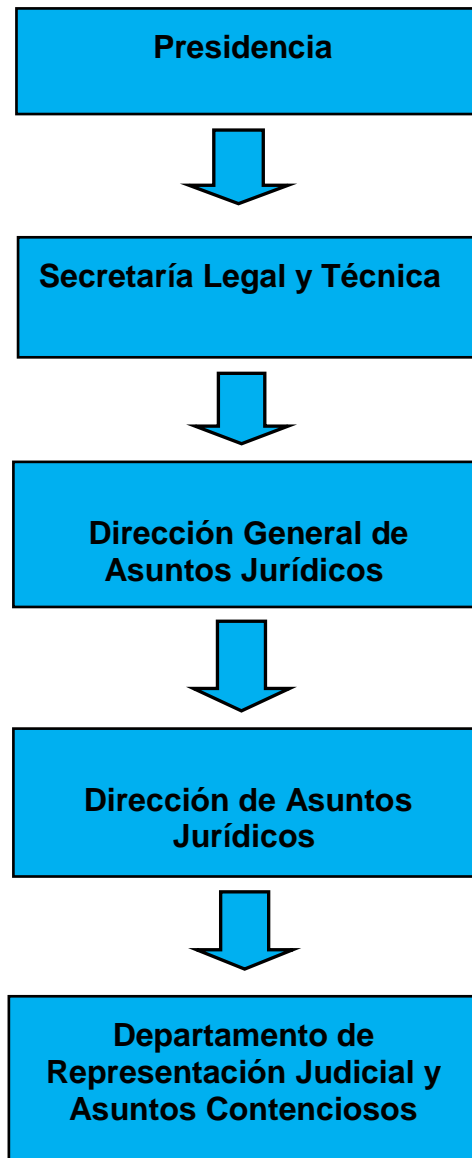 Presidencia
Secretaría Legal y Técnica
Dirección General de
Asuntos Jurídicos
Dirección de Asuntos
Jurídicos
Departamento de
Representación Judicial y
Asuntos Contenciosos